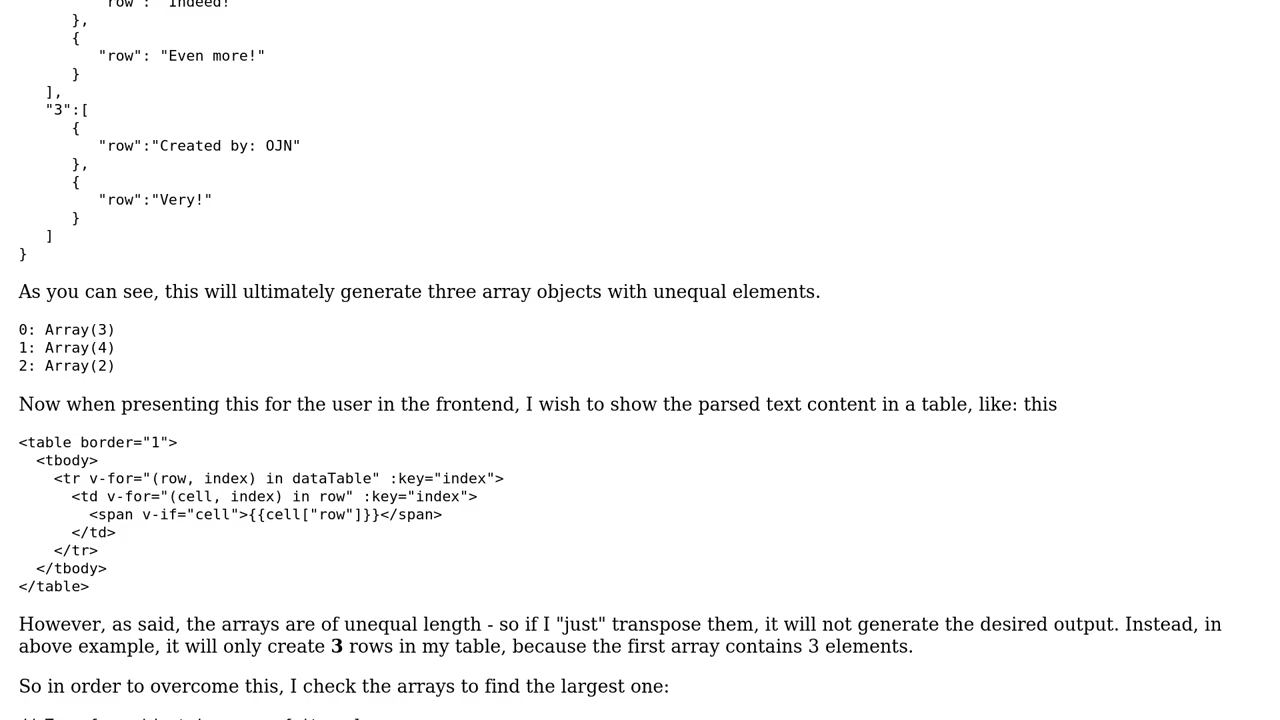 "row": "Indeed!"
      },
      {
         "row": "Even more!"
      }
   ],
   "3":[
      {
         "row":"Created by: OJN"
      },
      {
         "row":"Very!"
      }
   ]
}
As you can see, this will ultimately generate three array objects with unequal elements.
0: Array(3)
1: Array(4)
2: Array(2)
Now when presenting this for the user in the frontend, I wish to show the parsed text content in a table, like: this
<table border="1">
  <tbody>
    <tr v-for="(row, index) in dataTable" :key="index">
      <td v-for="(cell, index) in row" :key="index">
        <span v-if="cell">{{cell["row"]}}</span>
      </td>
    </tr>
  </tbody>
</table>
However, as said, the arrays are of unequal length - so if I "just" transpose them, it will not generate the desired output. Instead, in
above example, it will only create 3 rows in my table, because the first array contains 3 elements.
So in order to overcome this, I check the arrays to find the largest one: